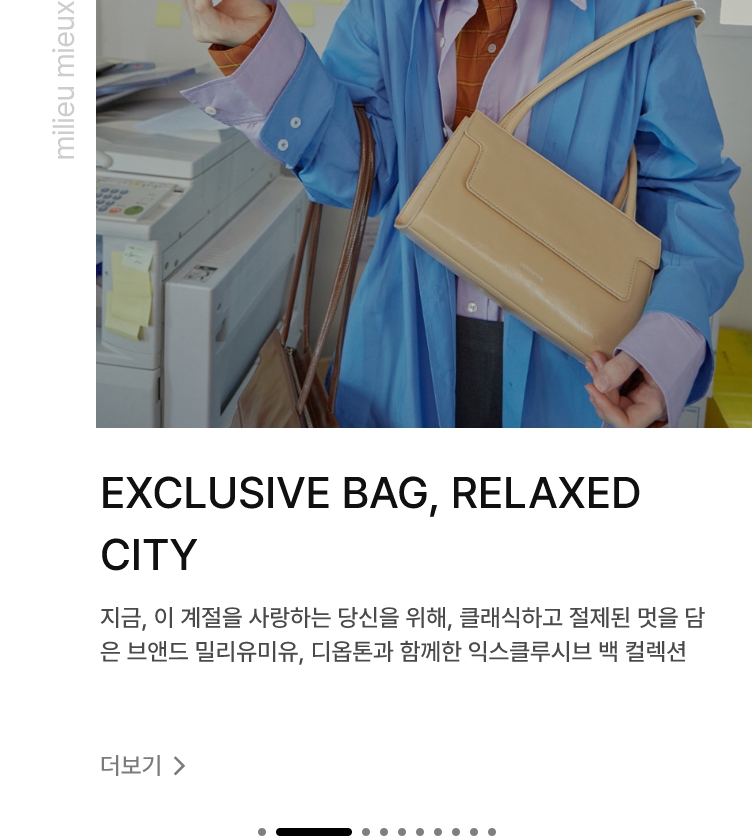 milieu mieux
EXCLUSIVE BAG, RELAXED
CITY
지금, 이 계절을 사랑하는 당신을 위해, 클래식하고 절제된 멋을 담
은 브랜드 밀리유미유, 디옵톤과 함께한 익스클루시브 백 컬렉션
더보기